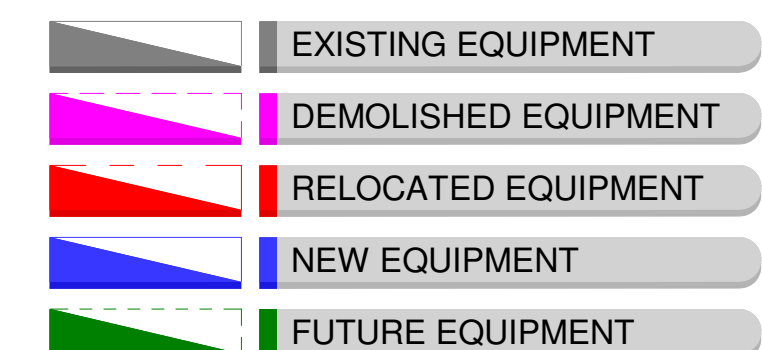 EXISTING EQUIPMENT
DEMOLISHED EQUIPMENT
RELOCATED EQUIPMENT
NEW EQUIPMENT
FUTURE EQUIPMENT